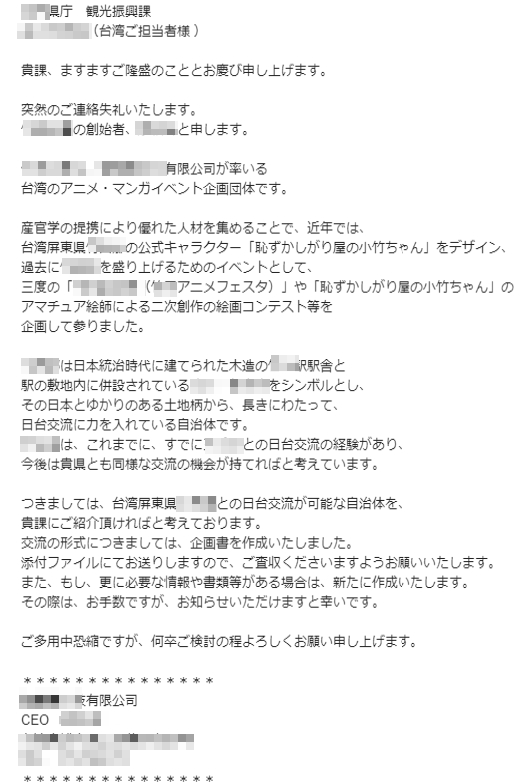 県庁　観光振興課
（台湾ご担当者様 ）
貴課、ますますご隆盛のこととお慶び申し上げます。
突然のご連絡失礼いたします。
の創始者、と申します。
有限公司が率いる
台湾のアニメ・マンガイベント企画団体です。
産官学の提携により優れた人材を集めることで、近年では、
台湾屏東県の公式キャラクター「恥ずかしがり屋の小竹ちゃん」をデザイン、
過去にを盛り上げるためのイベントとして、
三度の「（アニメフェスタ）」や「恥ずかしがり屋の小竹ちゃん」の
アマチュア絵師による二次創作の絵画コンテスト等を
企画して参りました。
は日本統治時代に建てられた木造の駅駅舎と
駅の敷地内に併設されているをシンボルとし、
その日本とゆかりのある土地柄から、長きにわたって、
日台交流に力を入れている自治体です。
は、これまでに、すでにとの日台交流の経験があり、
今後は貴県とも同様な交流の機会が持てればと考えています。
つきましては、台湾屏東県との日台交流が可能な自治体を、
貴課にご紹介頂ければと考えております。
交流の形式につきましては、企画書を作成いたしました。
添付ファイルにてお送りしますので、ご査収くださいますようお願いいたします。
また、もし、更に必要な情報や書類等がある場合は、新たに作成いたします。
その際は、お手数ですが、お知らせいただけますと幸いです。
ご多用中恐縮ですが、何卒ご検討の程よろしくお願い申し上げます。
＊＊＊＊＊＊＊＊＊＊＊＊＊＊＊
有限公司
CEO
＊＊＊＊＊＊＊＊＊＊＊＊＊＊＊